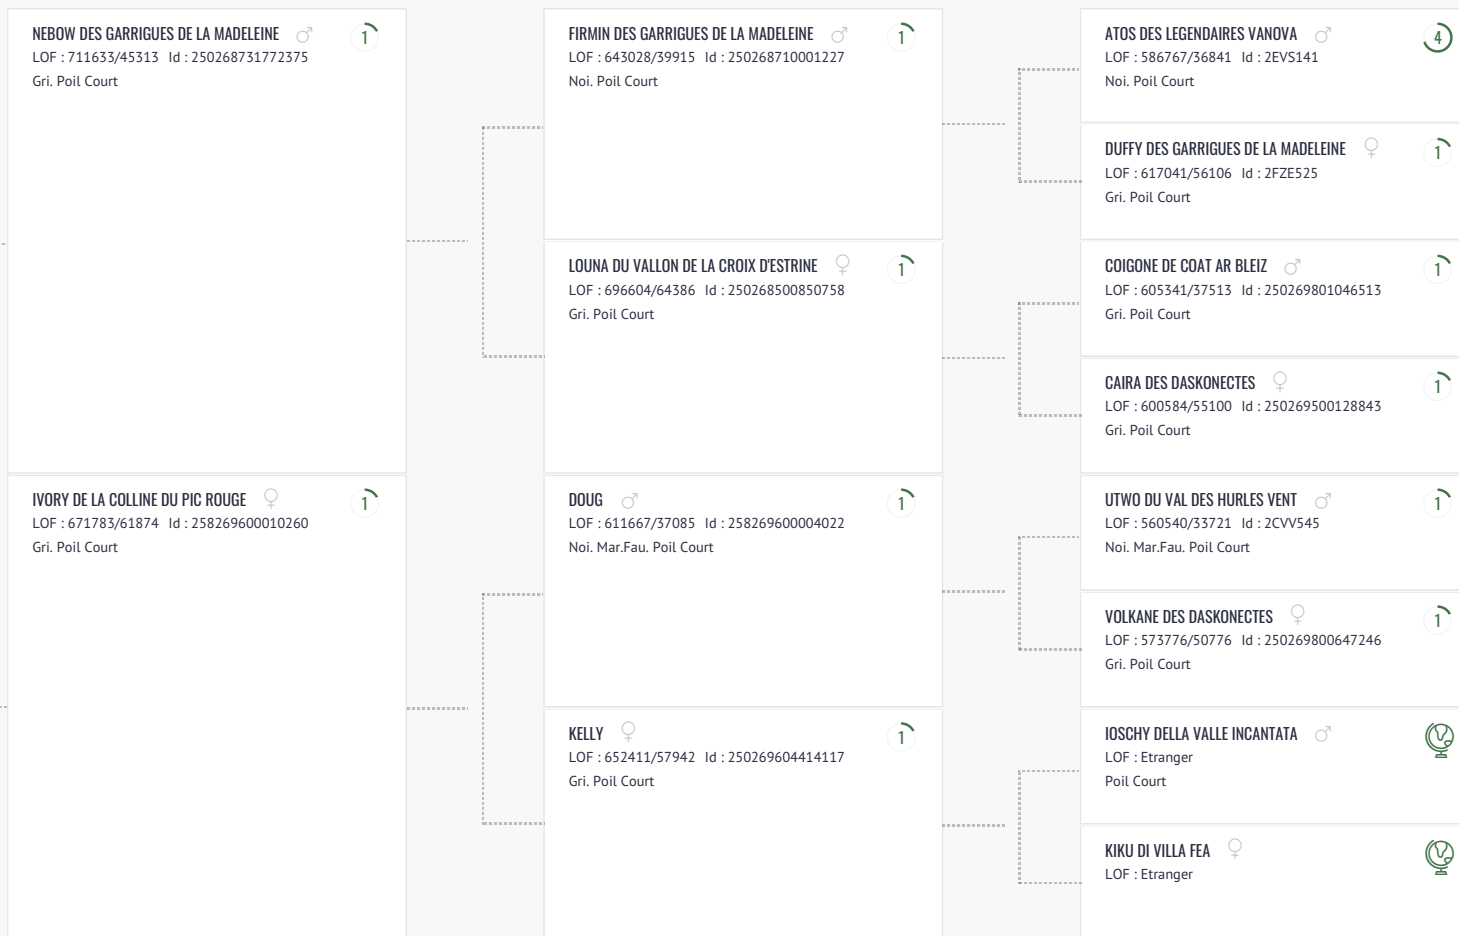 NEBOW DES GARRIGUES DE LA MADELEINE 1
LOF : 711633/45313 Id : 250268731772375
Gri. Poil Court
IVORY DE LA COLLINE DU PIC ROUGE 1
LOF : 671783/61874 Id : 258269600010260
Gri. Poil Court
FIRMIN DES GARRIGUES DE LA MADELEINE 1
LOF : 643028/39915 Id : 250268710001227
Noi. Poil Court
LOUNA DU VALLON DE LA CROIX D'ESTRINE 1
LOF : 696604/64386 Id : 250268500850758
Gri. Poil Court
DOUG 1
LOF : 611667/37085 Id : 258269600004022
Noi. Mar.Fau. Poil Court
KELLY 1
LOF : 652411/57942 Id : 250269604414117
Gri. Poil Court
ATOS DES LEGENDAIRES VANOVA 4
LOF : 586767/36841 Id : 2EVS141
Noi. Poil Court
DUFFY DES GARRIGUES DE LA MADELEINE 1
LOF : 617041/56106 Id : 2FZE525
Gri. Poil Court
COIGONE DE COAT AR BLEIZ 1
LOF : 605341/37513 Id : 250269801046513
Gri. Poil Court
CAIRA DES DASKONECTES 1
LOF : 600584/55100 Id : 250269500128843
Gri. Poil Court
UTWO DU VAL DES HURLES VENT 1
LOF : 560540/33721 Id : 2CVV545
Noi. Mar.Fau. Poil Court
VOLKANE DES DASKONECTES 1
LOF : 573776/50776 Id : 250269800647246
Gri. Poil Court
IOSCHY DELLA VALLE INCANTATA
LOF : Etranger
Poil Court
KIKU DI VILLA FEA
LOF : Etranger